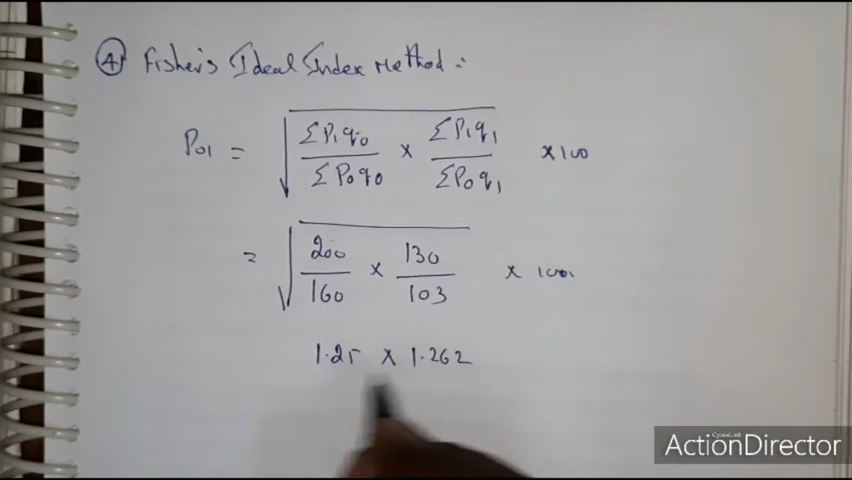 (4) Fisher's Ideal Index Method :
P01 = √(ΣP1q0 / ΣP0q0 × ΣP1q1 / ΣP0q1) ×100
= √(200 / 160 × 130 / 103) × 100
1.25 × 1.262
CyberLink
ActionDirector